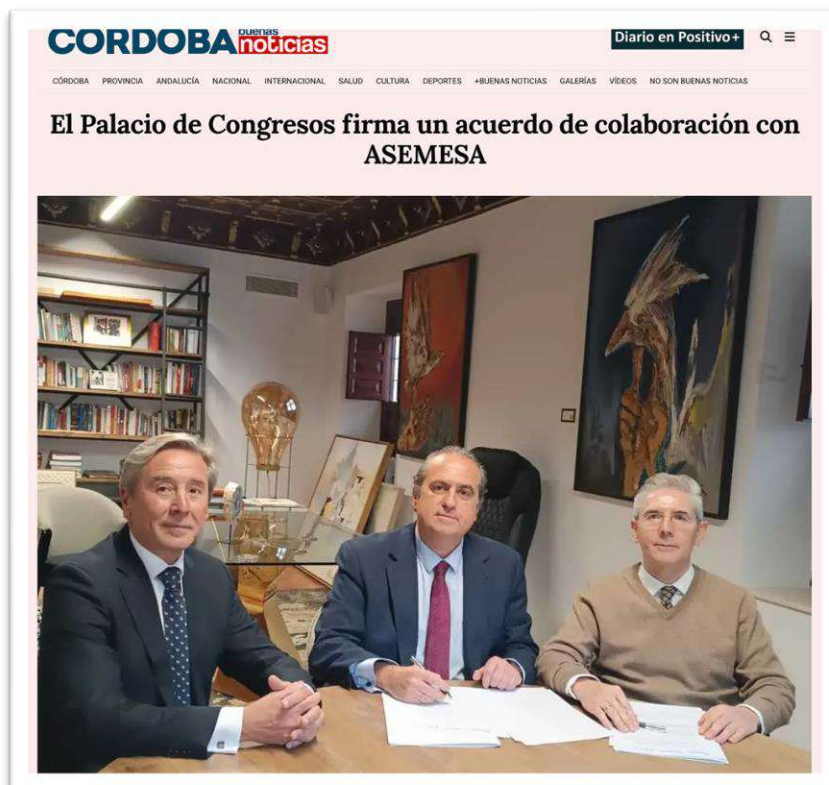 CÓRDOBA buenas noticias
Diario en Positivo+
CÓRDOBA PROVINCIA ANDALUCÍA NACIONAL INTERNACIONAL SALUD CULTURA DEPORTES +BUENAS NOTICIAS GALERÍAS VÍDEOS NO SON BUENAS NOTICIAS
El Palacio de Congresos firma un acuerdo de colaboración con
ASEMESA